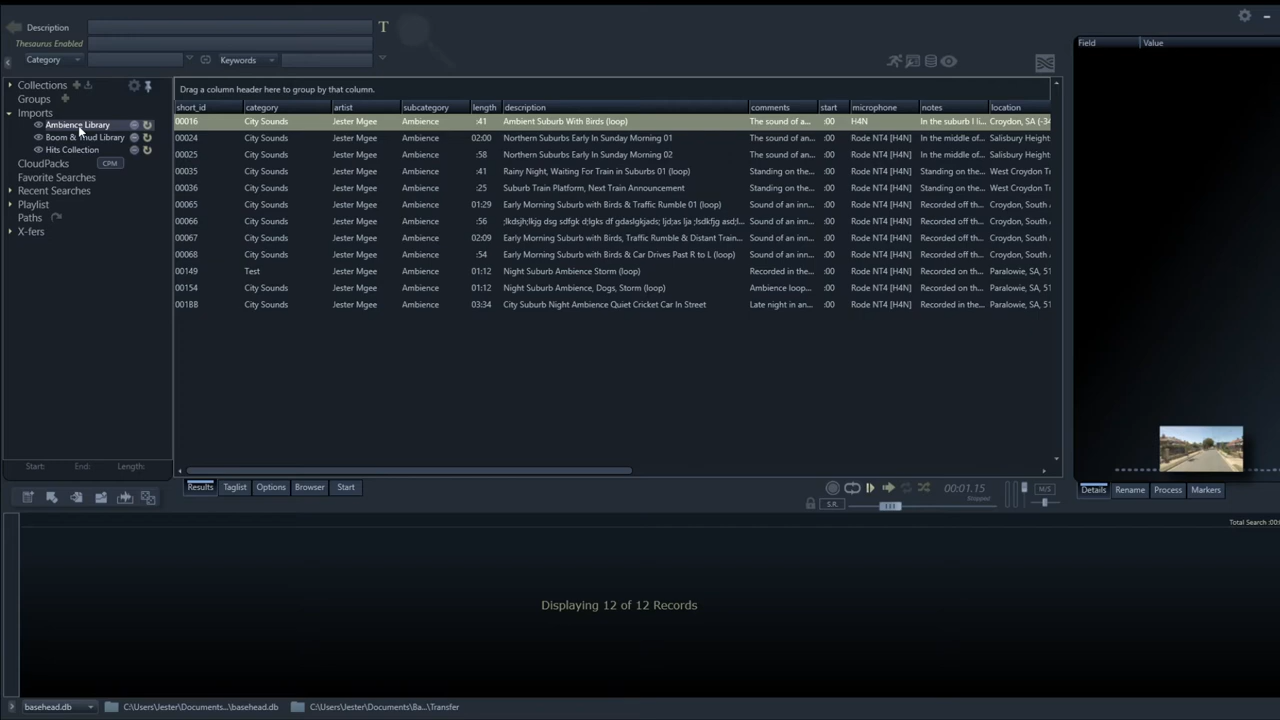 Description T
Thesaurus Enabled
Category Keywords
Field Value
Collections
Groups
Imports
Ambience Library
Boom & Thud Library
Hits Collection
CloudPacks CPM
Favorite Searches
Recent Searches
Playlist
Paths
X-fers
Start: End: Length:
Drag a column header here to group by that column.
short_id category artist subcategory length description comments start microphone notes location
00016 City Sounds Jester Mgee Ambience :41 Ambient Suburb With Birds (loop) The sound of a... :00 H4N In the suburb I li... Croydon, SA (-34
00024 City Sounds Jester Mgee Ambience 02:00 Northern Suburbs Early In Sunday Morning 01 The sound of a... :00 Rode NT4 [H4N] In the middle of... Salisbury Height
00025 City Sounds Jester Mgee Ambience :58 Northern Suburbs Early In Sunday Morning 02 The sound of a... :00 Rode NT4 [H4N] In the middle of... Salisbury Height
00035 City Sounds Jester Mgee Ambience :41 Rainy Night, Waiting For Train in Suburbs 01 (loop) Standing on the... :00 Rode NT4 [H4N] Standing on the... West Croydon T
00036 City Sounds Jester Mgee Ambience :25 Suburb Train Platform, Next Train Announcement Standing on the... :00 Rode NT4 [H4N] Standing on the... West Croydon T
00065 City Sounds Jester Mgee Ambience 01:29 Early Morning Suburb with Birds & Traffic Rumble 01 (loop) Sound of an inn... :00 Rode NT4 [H4N] Recorded off th... Croydon, South
00066 City Sounds Jester Mgee Ambience :56 ;lkdsjh;lkjg dsg sdfgk d;lgks df gdaslgkjads; ljd;as lja ;lsdkfjg asd;l... Sound of an inn... :00 Rode NT4 [H4N] Recorded off th... Croydon, South
00067 City Sounds Jester Mgee Ambience 02:09 Early Morning Suburb with Birds, Traffic Rumble & Distant Train... Sound of an inn... :00 Rode NT4 [H4N] Recorded off th... Croydon, South
00068 City Sounds Jester Mgee Ambience :54 Early Morning Suburb with Birds & Car Drives Past R to L (loop) Sound of an inn... :00 Rode NT4 [H4N] Recorded off th... Croydon, South
00149 Test Jester Mgee Ambience 01:12 Night Suburb Ambience Storm (loop) Recorded in the... :00 Rode NT4 [H4N] Recorded on th... Paralowie, SA, 51
00154 City Sounds Jester Mgee Ambience 01:12 Night Suburb Ambience, Dogs, Storm (loop) Ambience loop... :00 Rode NT4 [H4N] Recorded on th... Paralowie, SA, 51
001BB City Sounds Jester Mgee Ambience 03:34 City Suburb Night Ambience Quiet Cricket Car In Street Late night in an... :00 Rode NT4 [H4N] Recorded in the... Paralowie, SA, 51
Results Taglist Options Browser Start
00:01.15
Stopped
M/S
S.R.
Details Rename Process Markers
Total Search :00:
Displaying 12 of 12 Records
basehead.db C:\Users\Jester\Documents...\basehead.db C:\Users\Jester\Documents\Ba...\Transfer